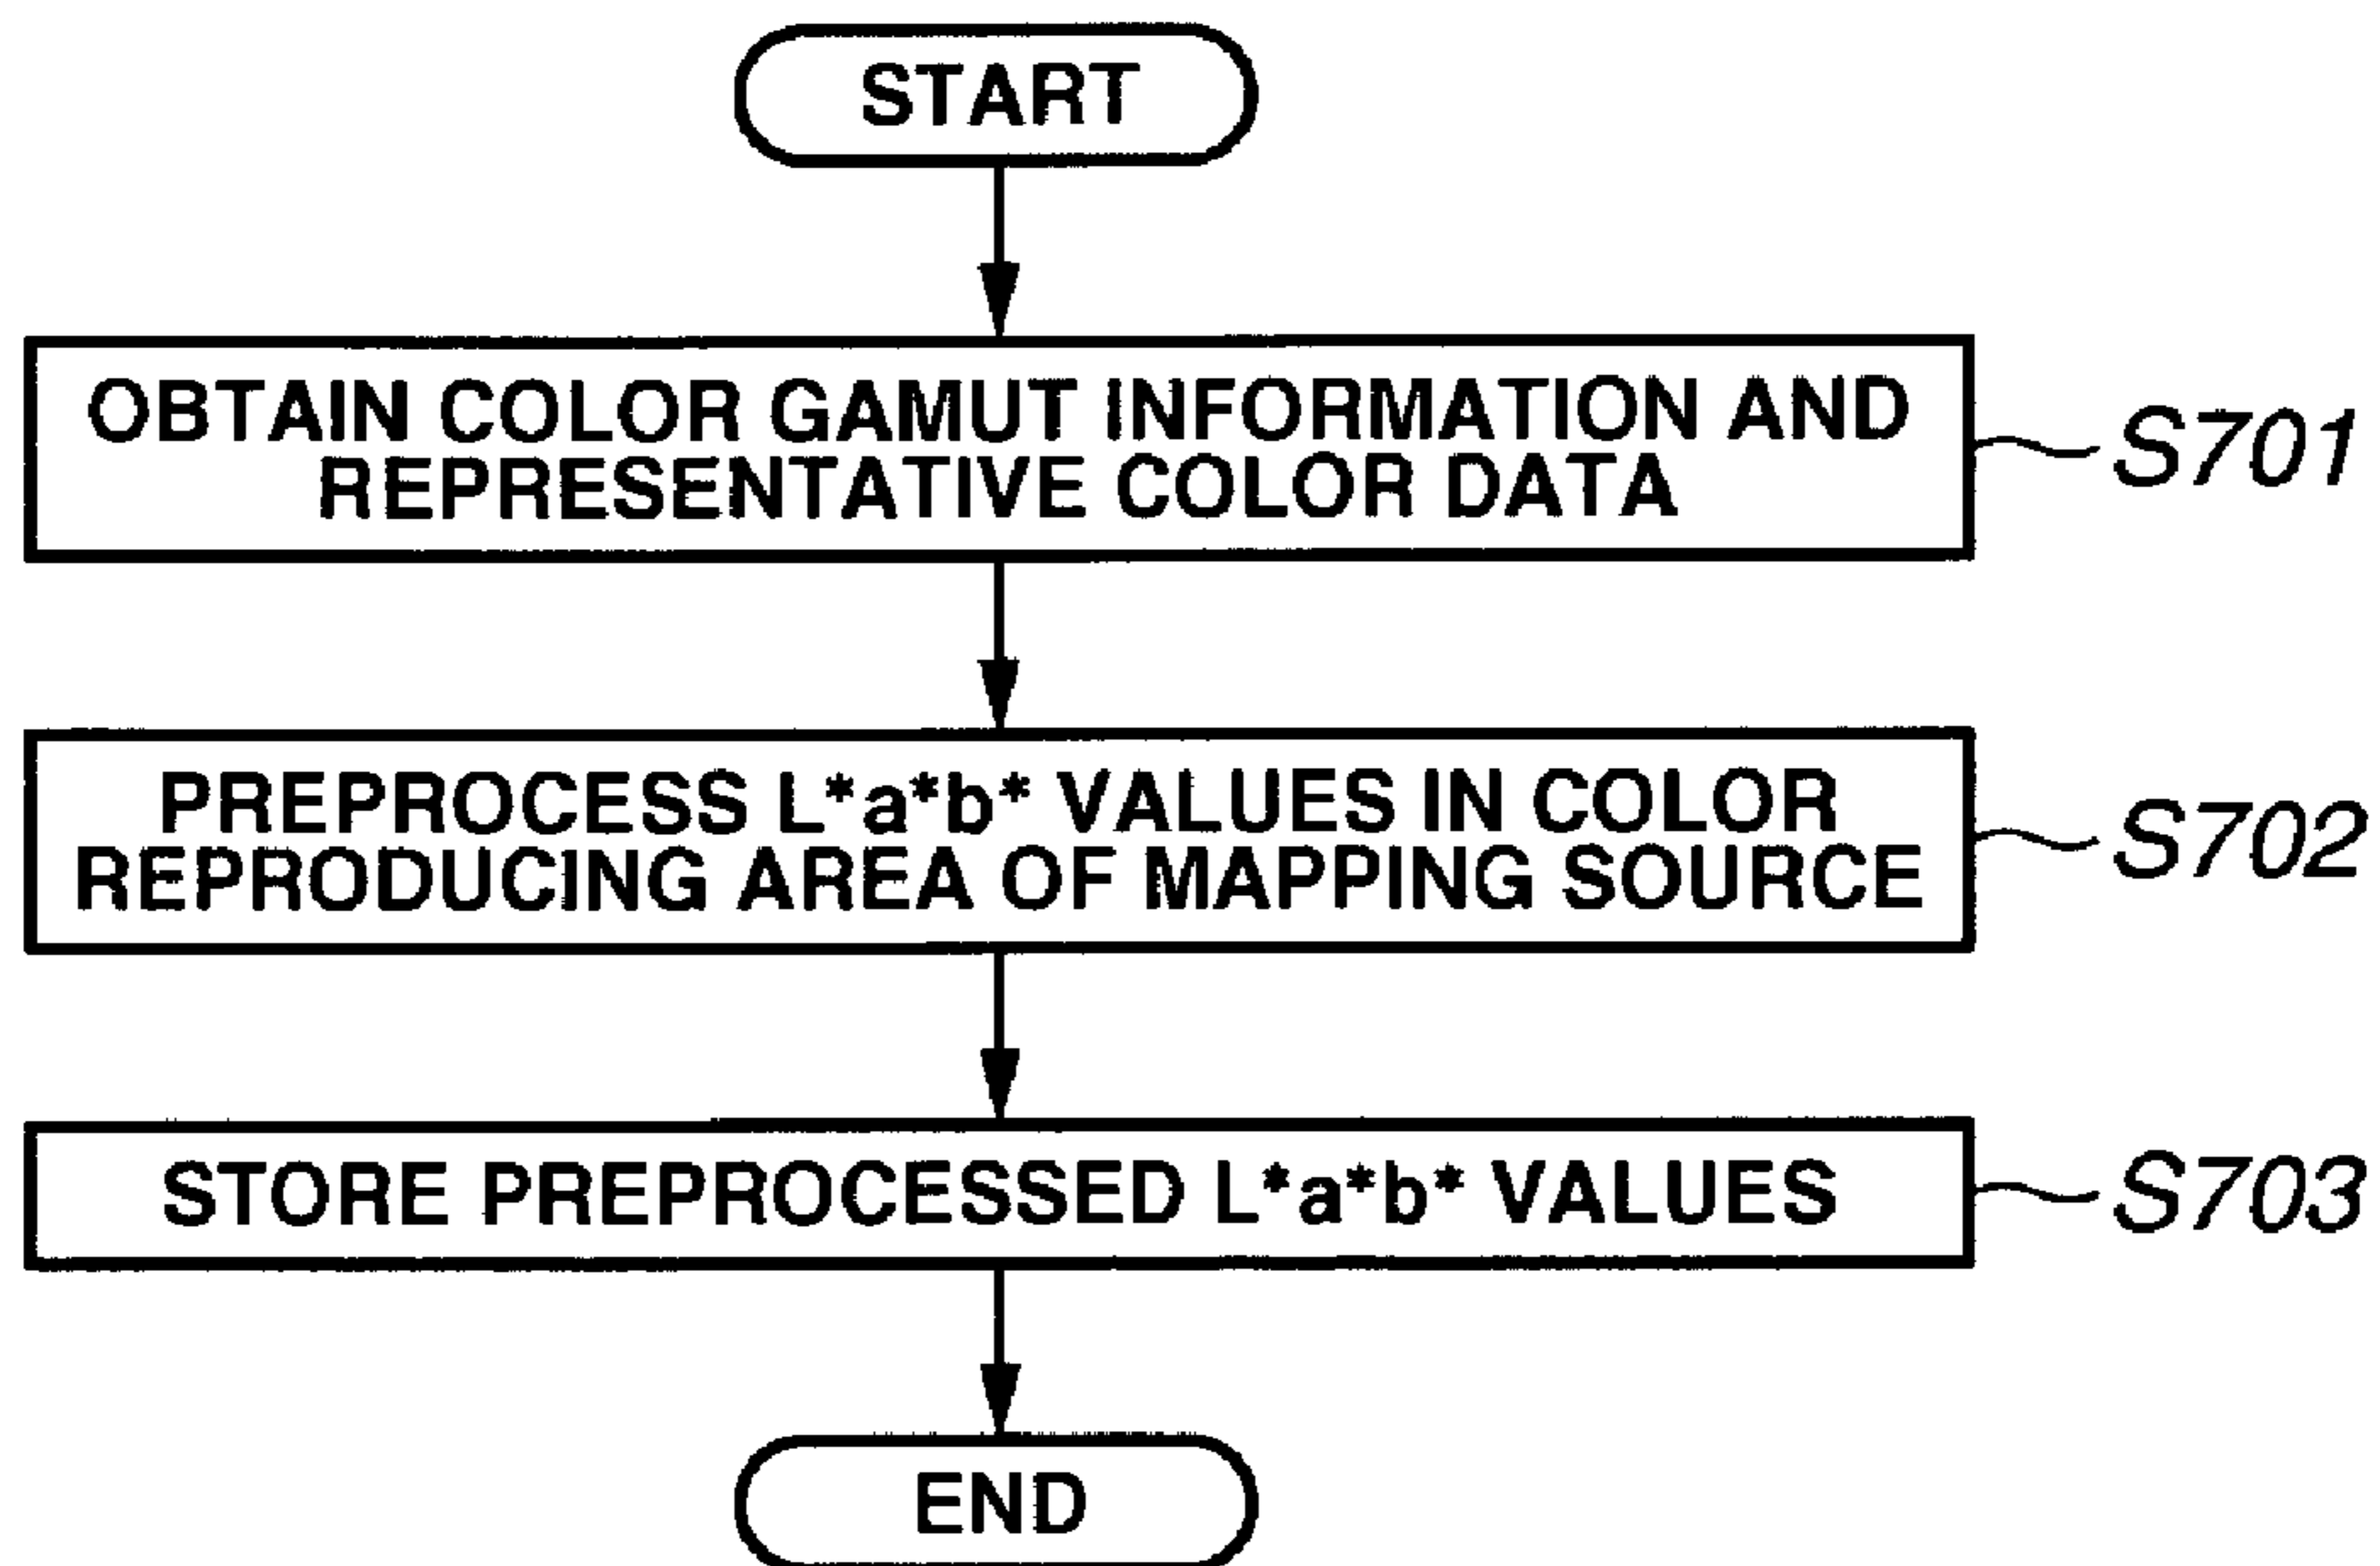 START
OBTAIN COLOR GAMUT INFORMATION AND
REPRESENTATIVE COLOR DATA
S701
PREPROCESS L*a*b* VALUES IN COLOR
REPRODUCING AREA OF MAPPING SOURCE
S702
STORE PREPROCESSED L*a*b* VALUES
S703
END